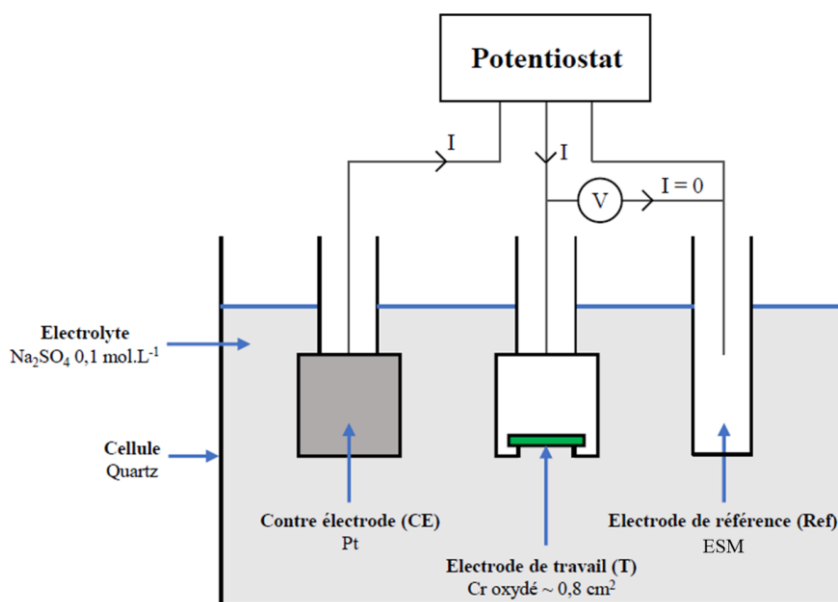 Potentiostat
I
I
I = 0
V
Electrolyte
Na₂SO₄ 0,1 mol.L⁻¹
Cellule
Quartz
Contre électrode (CE)
Pt
Electrode de travail (T)
Cr oxydé ~ 0,8 cm²
Electrode de référence (Ref)
ESM